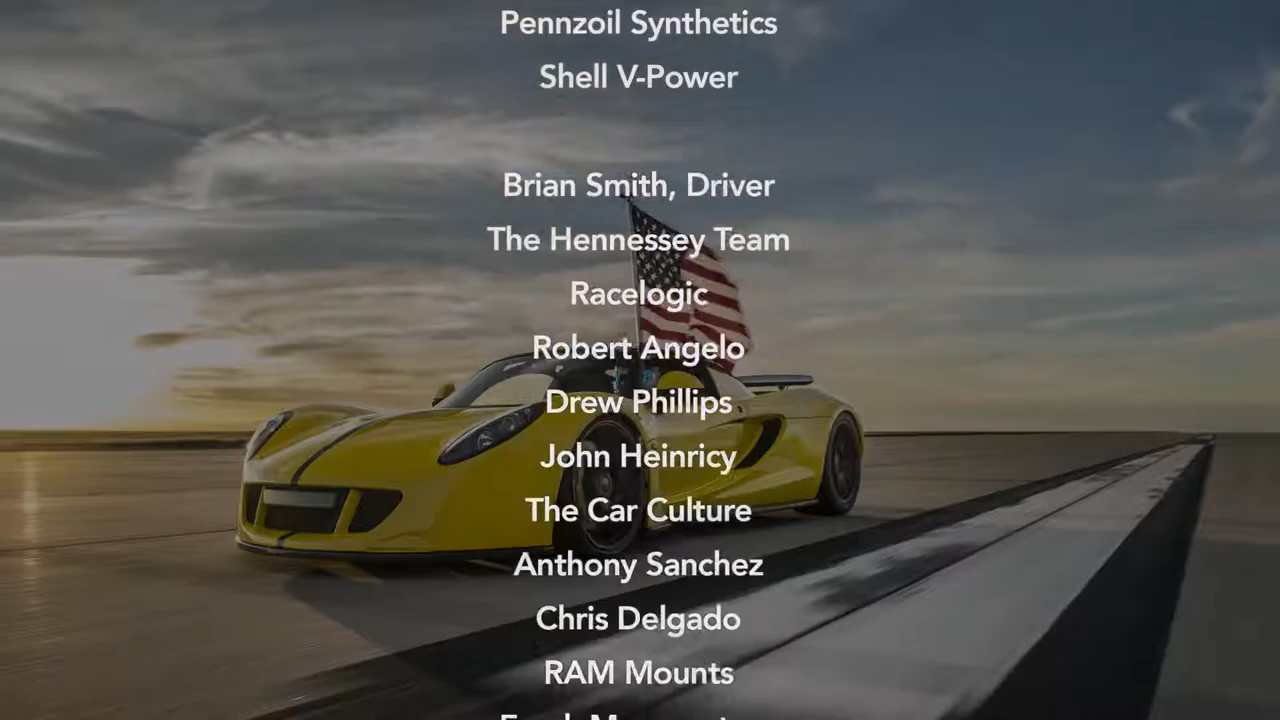 Pennzoil Synthetics
Shell V-Power
Brian Smith, Driver
The Hennessey Team
Racelogic
Robert Angelo
Drew Phillips
John Heinricy
The Car Culture
Anthony Sanchez
Chris Delgado
RAM Mounts